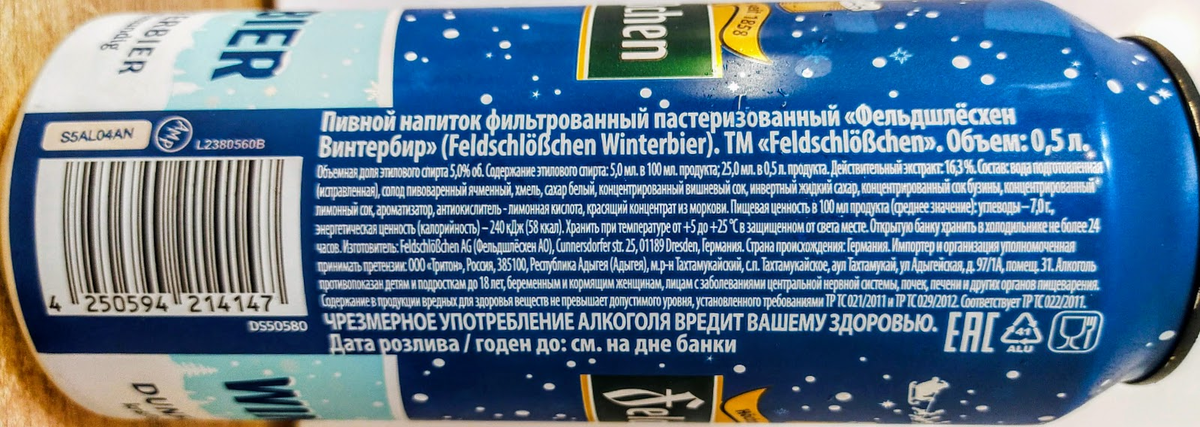 S5AL04AN
AMP
L2380560B
4 250594 214147
DS50580
BIER
Пивной напиток фильтрованный пастеризованный «Фельдшлёсхен
Винтербир» (Feldschlößchen Winterbier). ТМ «Feldschlößchen». Объем: 0,5 л.
Объемная доля этилового спирта 5,0% об. Содержание этилового спирта: 5,0 мл. в 100 мл. продукта; 25,0 мл. в 0,5 л. продукта. Действительный экстракт: 16,3 %. Состав: вода подготовленная
(исправленная), солод пивоваренный ячменный, хмель, сахар белый, концентрированный вишневый сок, инвертный жидкий сахар, концентрированный сок бузины, концентрированный
лимонный сок, ароматизатор, антиокислитель - лимонная кислота, красящий концентрат из моркови. Пищевая ценность в 100 мл продукта (среднее значение): углеводы – 7,0 г.,
энергетическая ценность (калорийность) – 240 кДж (58 ккал). Хранить при температуре от +5 до +25 °С в защищенном от света месте. Открытую банку хранить в холодильнике не более 24
часов. Изготовитель: Feldschlößchen AG (Фельдшлёсхен АО), Cunnersdorfer str. 25, 01189 Dresden, Германия. Страна происхождения: Германия. Импортер и организация уполномоченная
принимать претензии: ООО «Тритон», Россия, 385100, Республика Адыгея (Адыгея), м.р-н Тахтамукайский, с.п. Тахтамукайское, аул Тахтамукай, ул Адыгейская, д. 97/1А, помещ. 31. Алкоголь
противопоказан детям и подросткам до 18 лет, беременным и кормящим женщинам, лицам с заболеваниями центральной нервной системы, почек, печени и других органов пищеварения.
Содержание в продукции вредных для здоровья веществ не превышает допустимого уровня, установленного требованиями ТР ТС 021/2011 и ТР ТС 029/2012. Соответствует ТР ТС 022/2011.
ЧРЕЗМЕРНОЕ УПОТРЕБЛЕНИЕ АЛКОГОЛЯ ВРЕДИТ ВАШЕМУ ЗДОРОВЬЮ.
Дата розлива / годен до: см. на дне банки
EAC
41
ALU
1858